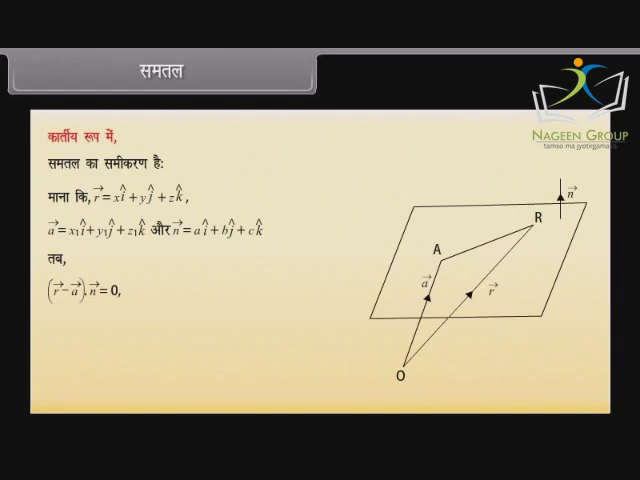 समतल
NAGEEN GROUP
tamso ma jyotirgamaya
कार्तीय रूप में,
समतल का समीकरण है:
माना कि, r⃗ = xî + yĵ + zk̂,
a⃗ = x₁î + y₁ĵ + z₁k̂ और n⃗ = aî + bĵ + ck̂
तब,
(r⃗ − a⃗). n⃗ = 0,
n⃗
R
A
a⃗
r⃗
O